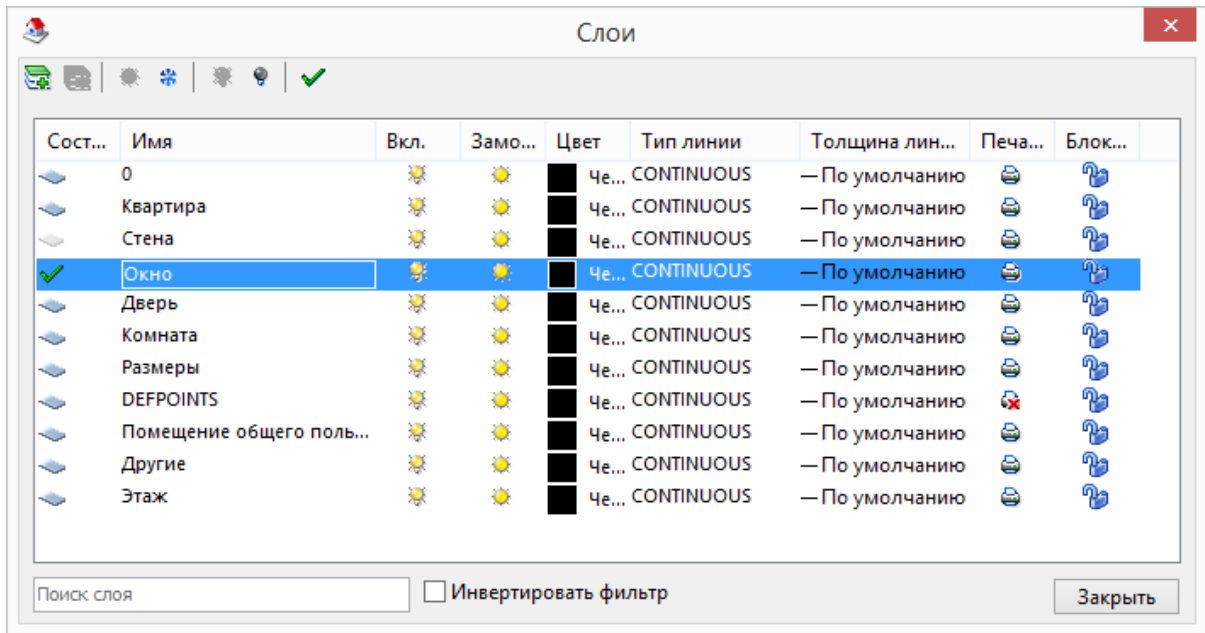 Слои
Сост... Имя Вкл. Замо... Цвет Тип линии Толщина лин... Печа... Блок...
0 Че... CONTINUOUS — По умолчанию
Квартира Че... CONTINUOUS — По умолчанию
Стена Че... CONTINUOUS — По умолчанию
Окно Че... CONTINUOUS — По умолчанию
Дверь Че... CONTINUOUS — По умолчанию
Комната Че... CONTINUOUS — По умолчанию
Размеры Че... CONTINUOUS — По умолчанию
DEFPOINTS Че... CONTINUOUS — По умолчанию
Помещение общего поль... Че... CONTINUOUS — По умолчанию
Другие Че... CONTINUOUS — По умолчанию
Этаж Че... CONTINUOUS — По умолчанию
Поиск слоя Инвертировать фильтр Закрыть